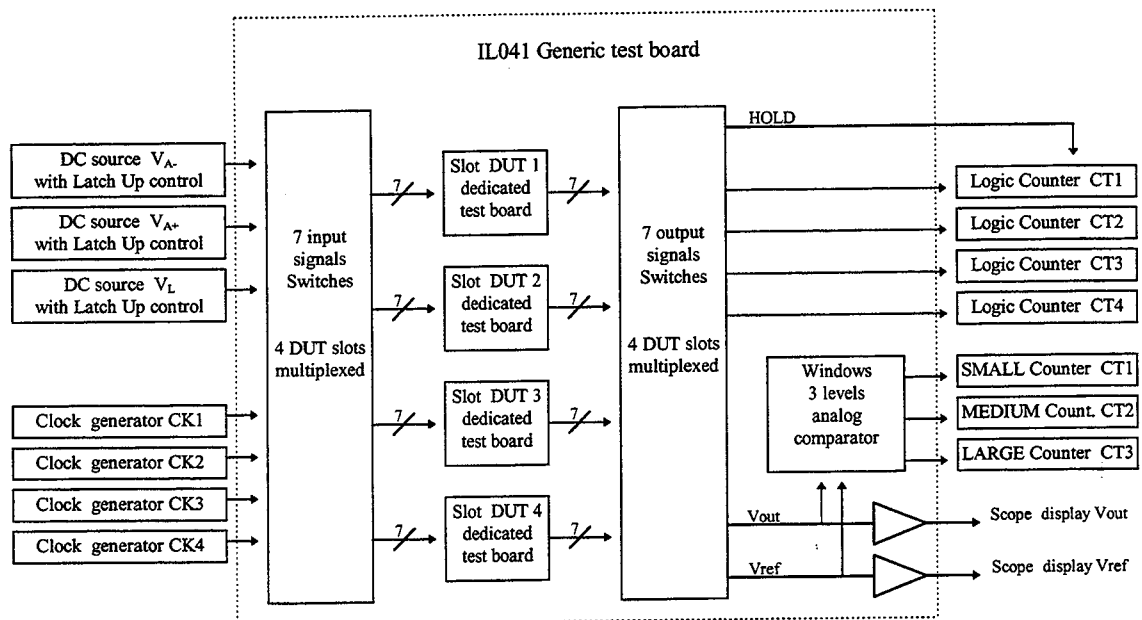 IL041 Generic test board
DC source V_A-
with Latch Up control
DC source V_A+
with Latch Up control
DC source V_L
with Latch Up control
Clock generator CK1
Clock generator CK2
Clock generator CK3
Clock generator CK4
7 input
signals
Switches
4 DUT slots
multiplexed
7
7
7
7
Slot DUT 1
dedicated
test board
Slot DUT 2
dedicated
test board
Slot DUT 3
dedicated
test board
Slot DUT 4
dedicated
test board
7
7
7
7
7 output
signals
Switches
4 DUT slots
multiplexed
HOLD
Logic Counter CT1
Logic Counter CT2
Logic Counter CT3
Logic Counter CT4
Windows
3 levels
analog
comparator
SMALL Counter CT1
MEDIUM Count. CT2
LARGE Counter CT3
Vout
Scope display Vout
Vref
Scope display Vref